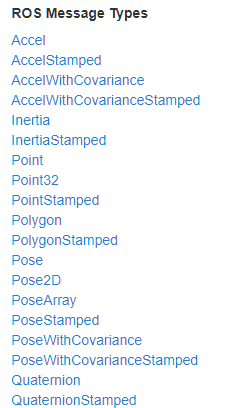 ROS Message Types
Accel
AccelStamped
AccelWithCovariance
AccelWithCovarianceStamped
Inertia
InertiaStamped
Point
Point32
PointStamped
Polygon
PolygonStamped
Pose
Pose2D
PoseArray
PoseStamped
PoseWithCovariance
PoseWithCovarianceStamped
Quaternion
QuaternionStamped